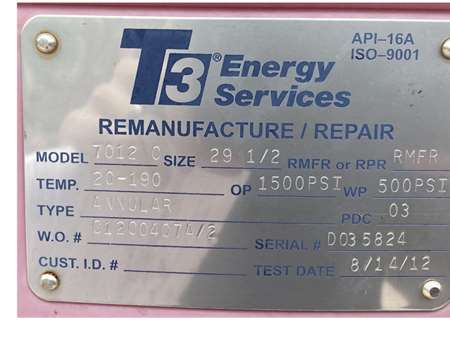 API-16A
ISO-9001
T3® Energy
Services
REMANUFACTURE / REPAIR
MODEL 7012 C SIZE 29 1/2 RMFR or RPR RMFR
TEMP. 20-190 OP 1500PSI WP 500PSI
TYPE ANNULAR PDC 03
W.O. # 01200407A/2 SERIAL # D035824
CUST. I.D. # TEST DATE 8/14/12